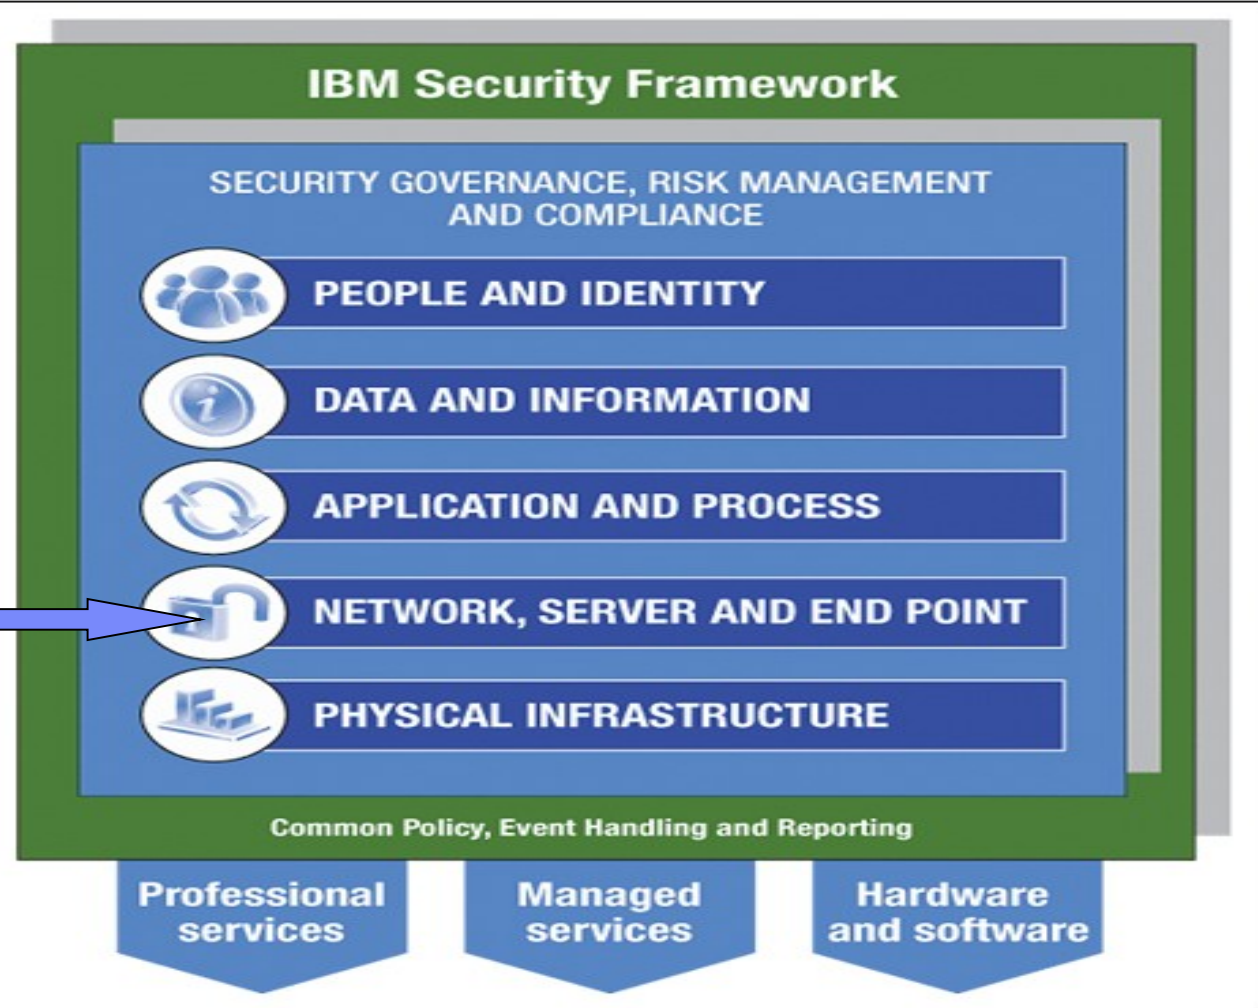 IBM Security Framework
SECURITY GOVERNANCE, RISK MANAGEMENT
AND COMPLIANCE
PEOPLE AND IDENTITY
DATA AND INFORMATION
APPLICATION AND PROCESS
NETWORK, SERVER AND END POINT
PHYSICAL INFRASTRUCTURE
Common Policy, Event Handling and Reporting
Professional
services
Managed
services
Hardware
and software